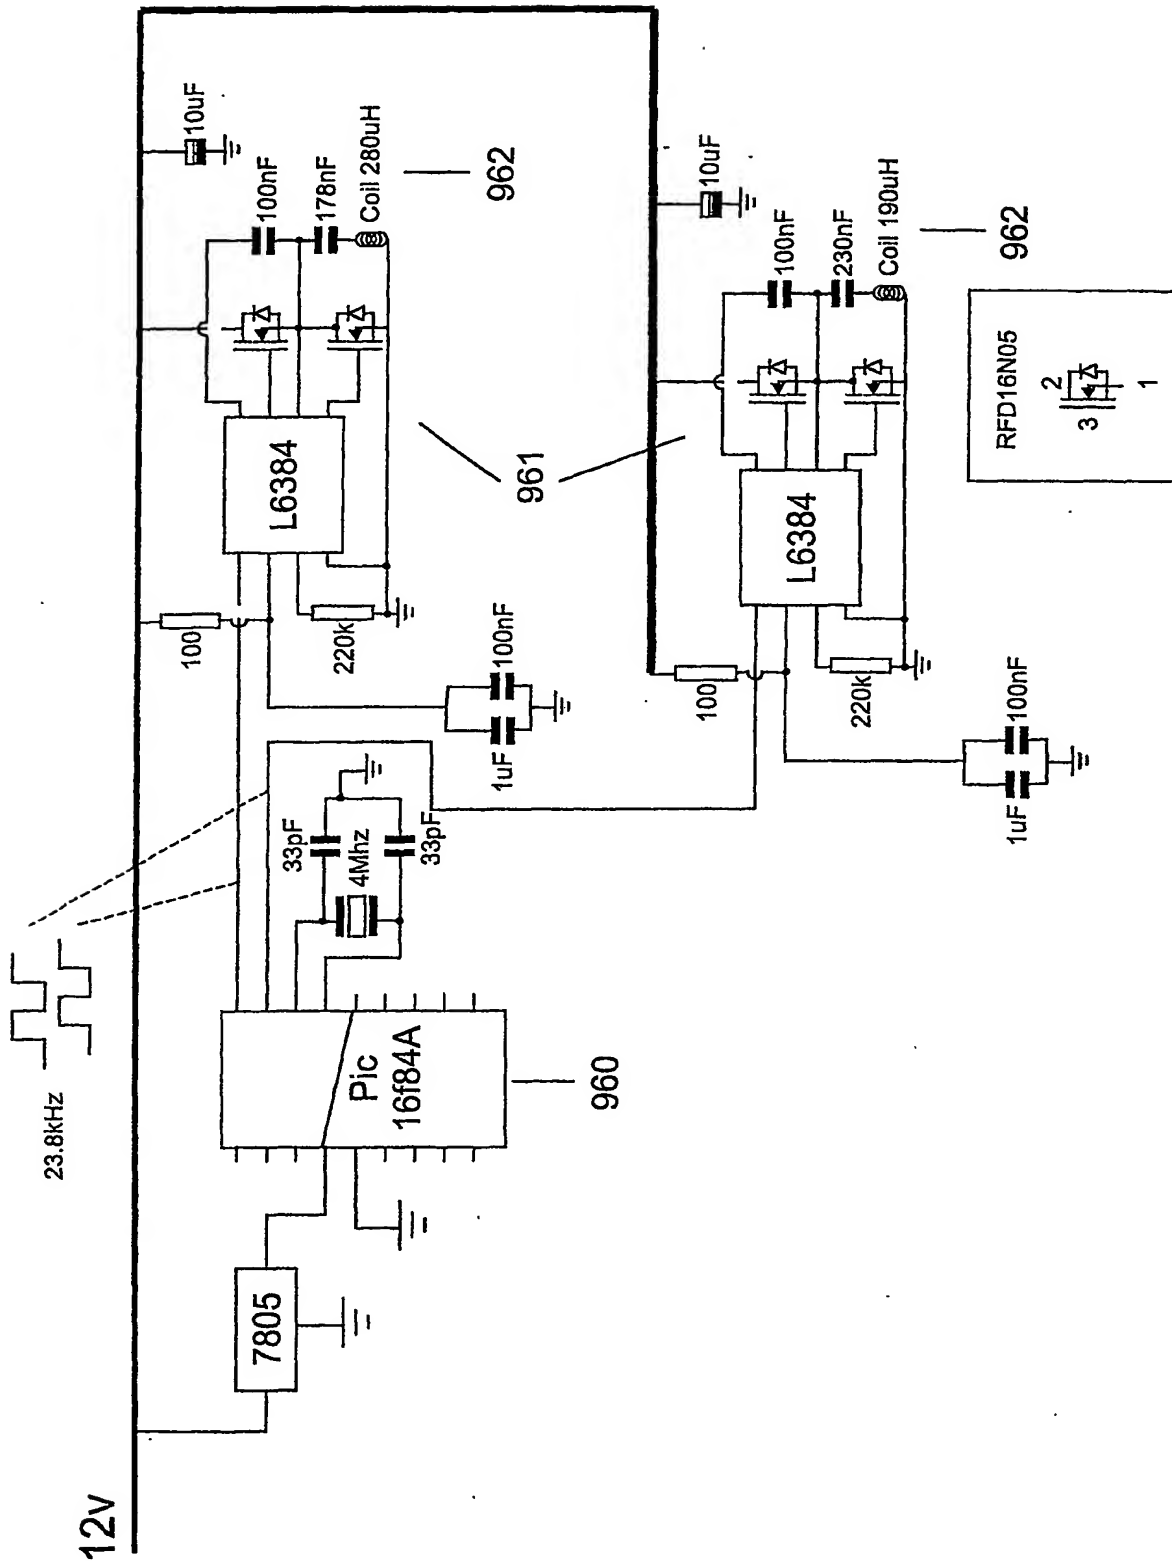 12v
23.8kHz
7805
Pic
16f84A
960
33pF
4Mhz
33pF
100
220k
1uF
100nF
L6384
961
10uF
100nF
178nF
Coil 280uH
962
100
220k
1uF
100nF
L6384
10uF
100nF
230nF
Coil 190uH
962
RFD16N05
3
2
1